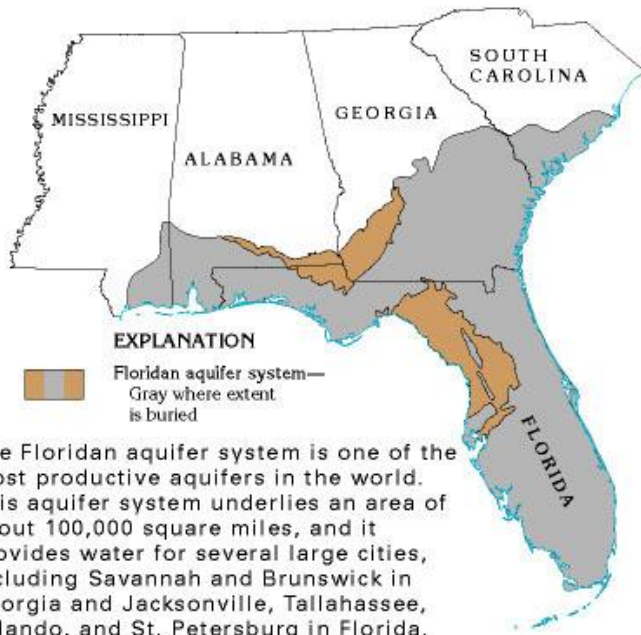 SOUTH
CAROLINA
GEORGIA
MISSISSIPPI
ALABAMA
EXPLANATION
Floridan aquifer system—
Gray where extent
is buried
FLORIDA
e Floridan aquifer system is one of the
ost productive aquifers in the world.
is aquifer system underlies an area of
out 100,000 square miles, and it
ovides water for several large cities,
cluding Savannah and Brunswick in
eorgia and Jacksonville, Tallahassee,
lando, and St. Petersburg in Florida.